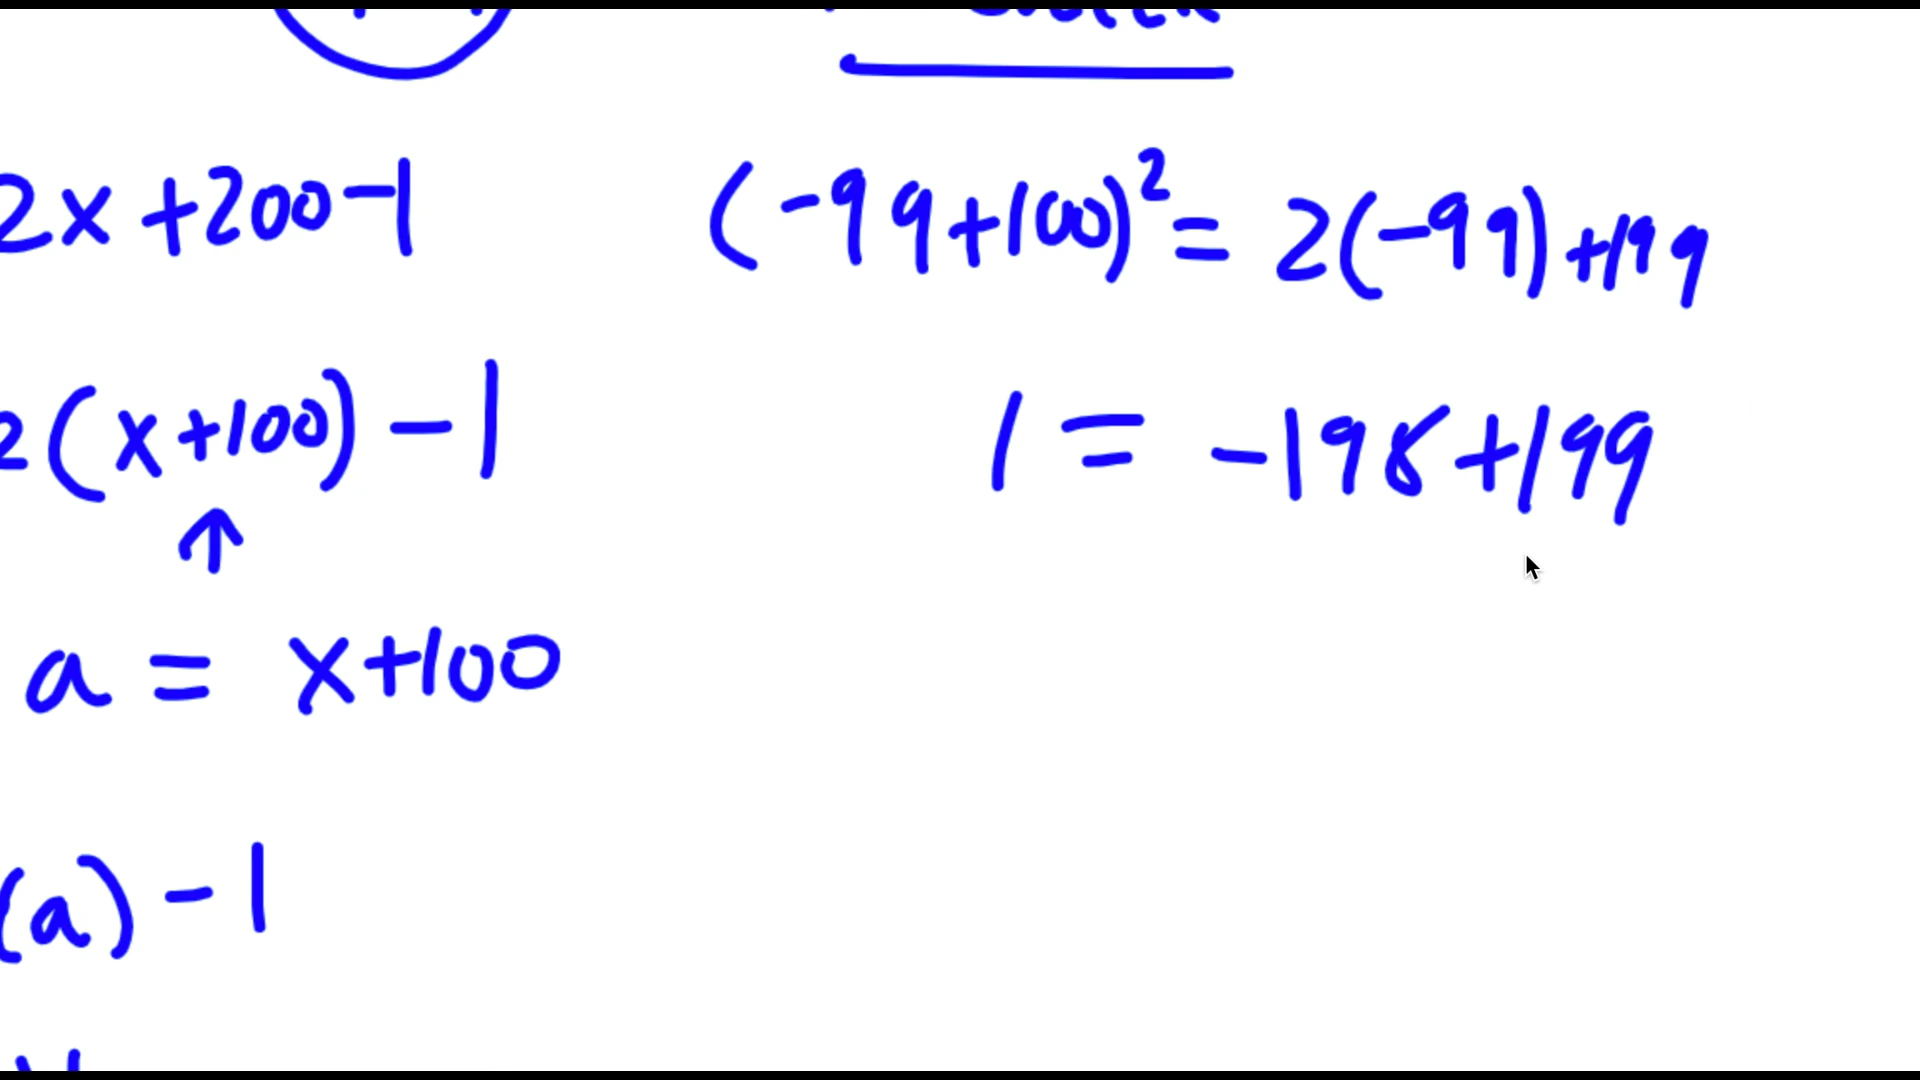 2x+200-1
2(x+100)-1
↑
a = x+100
(a)-1
(-99+100)²= 2(-99)+199
1 = -198+199